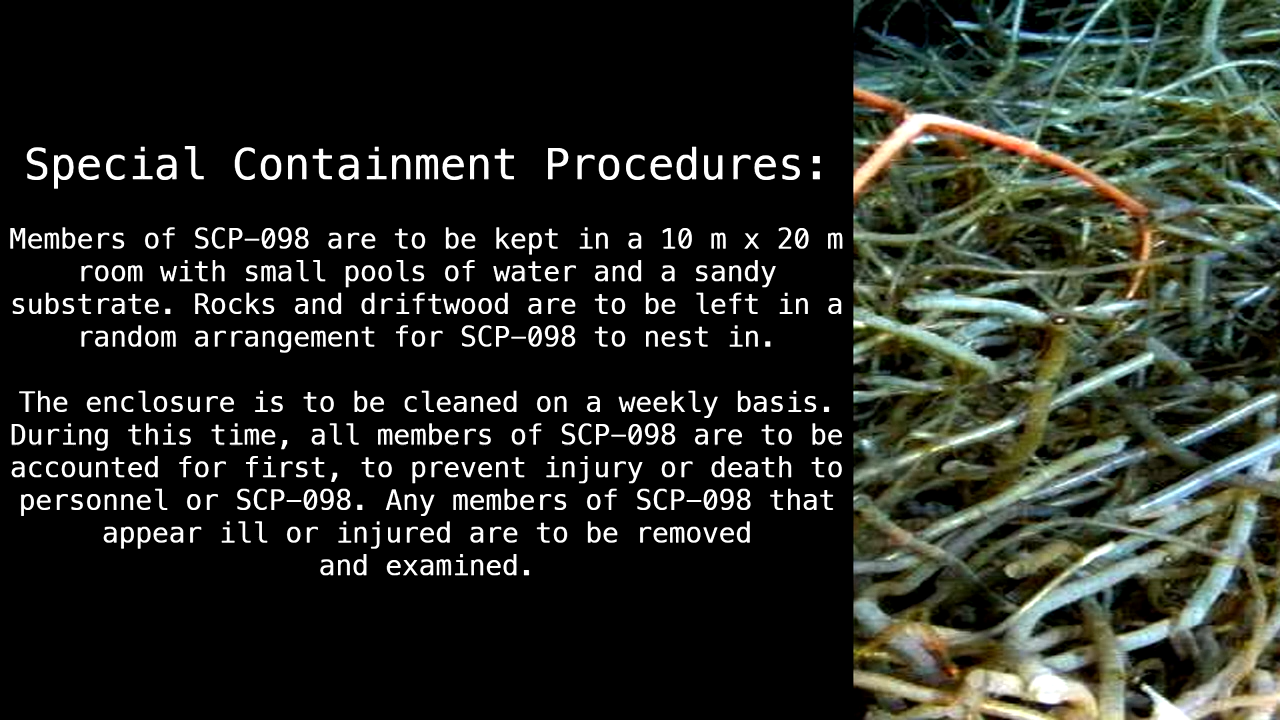 Special Containment Procedures:
Members of SCP-098 are to be kept in a 10 m x 20 m
room with small pools of water and a sandy
substrate. Rocks and driftwood are to be left in a
random arrangement for SCP-098 to nest in.
The enclosure is to be cleaned on a weekly basis.
During this time, all members of SCP-098 are to be
accounted for first, to prevent injury or death to
personnel or SCP-098. Any members of SCP-098 that
appear ill or injured are to be removed
and examined.